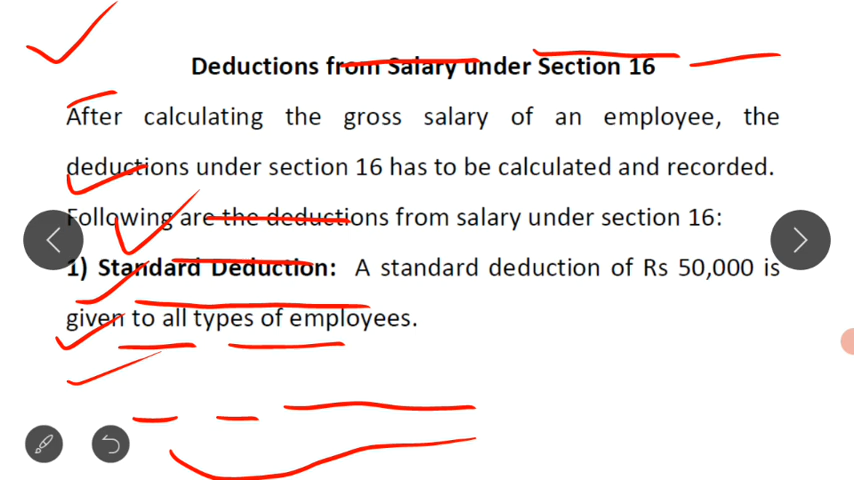 Deductions from Salary under Section 16
After calculating the gross salary of an employee, the
deductions under section 16 has to be calculated and recorded.
Following are the deductions from salary under section 16:
1) Standard Deduction: A standard deduction of Rs 50,000 is
given to all types of employees.